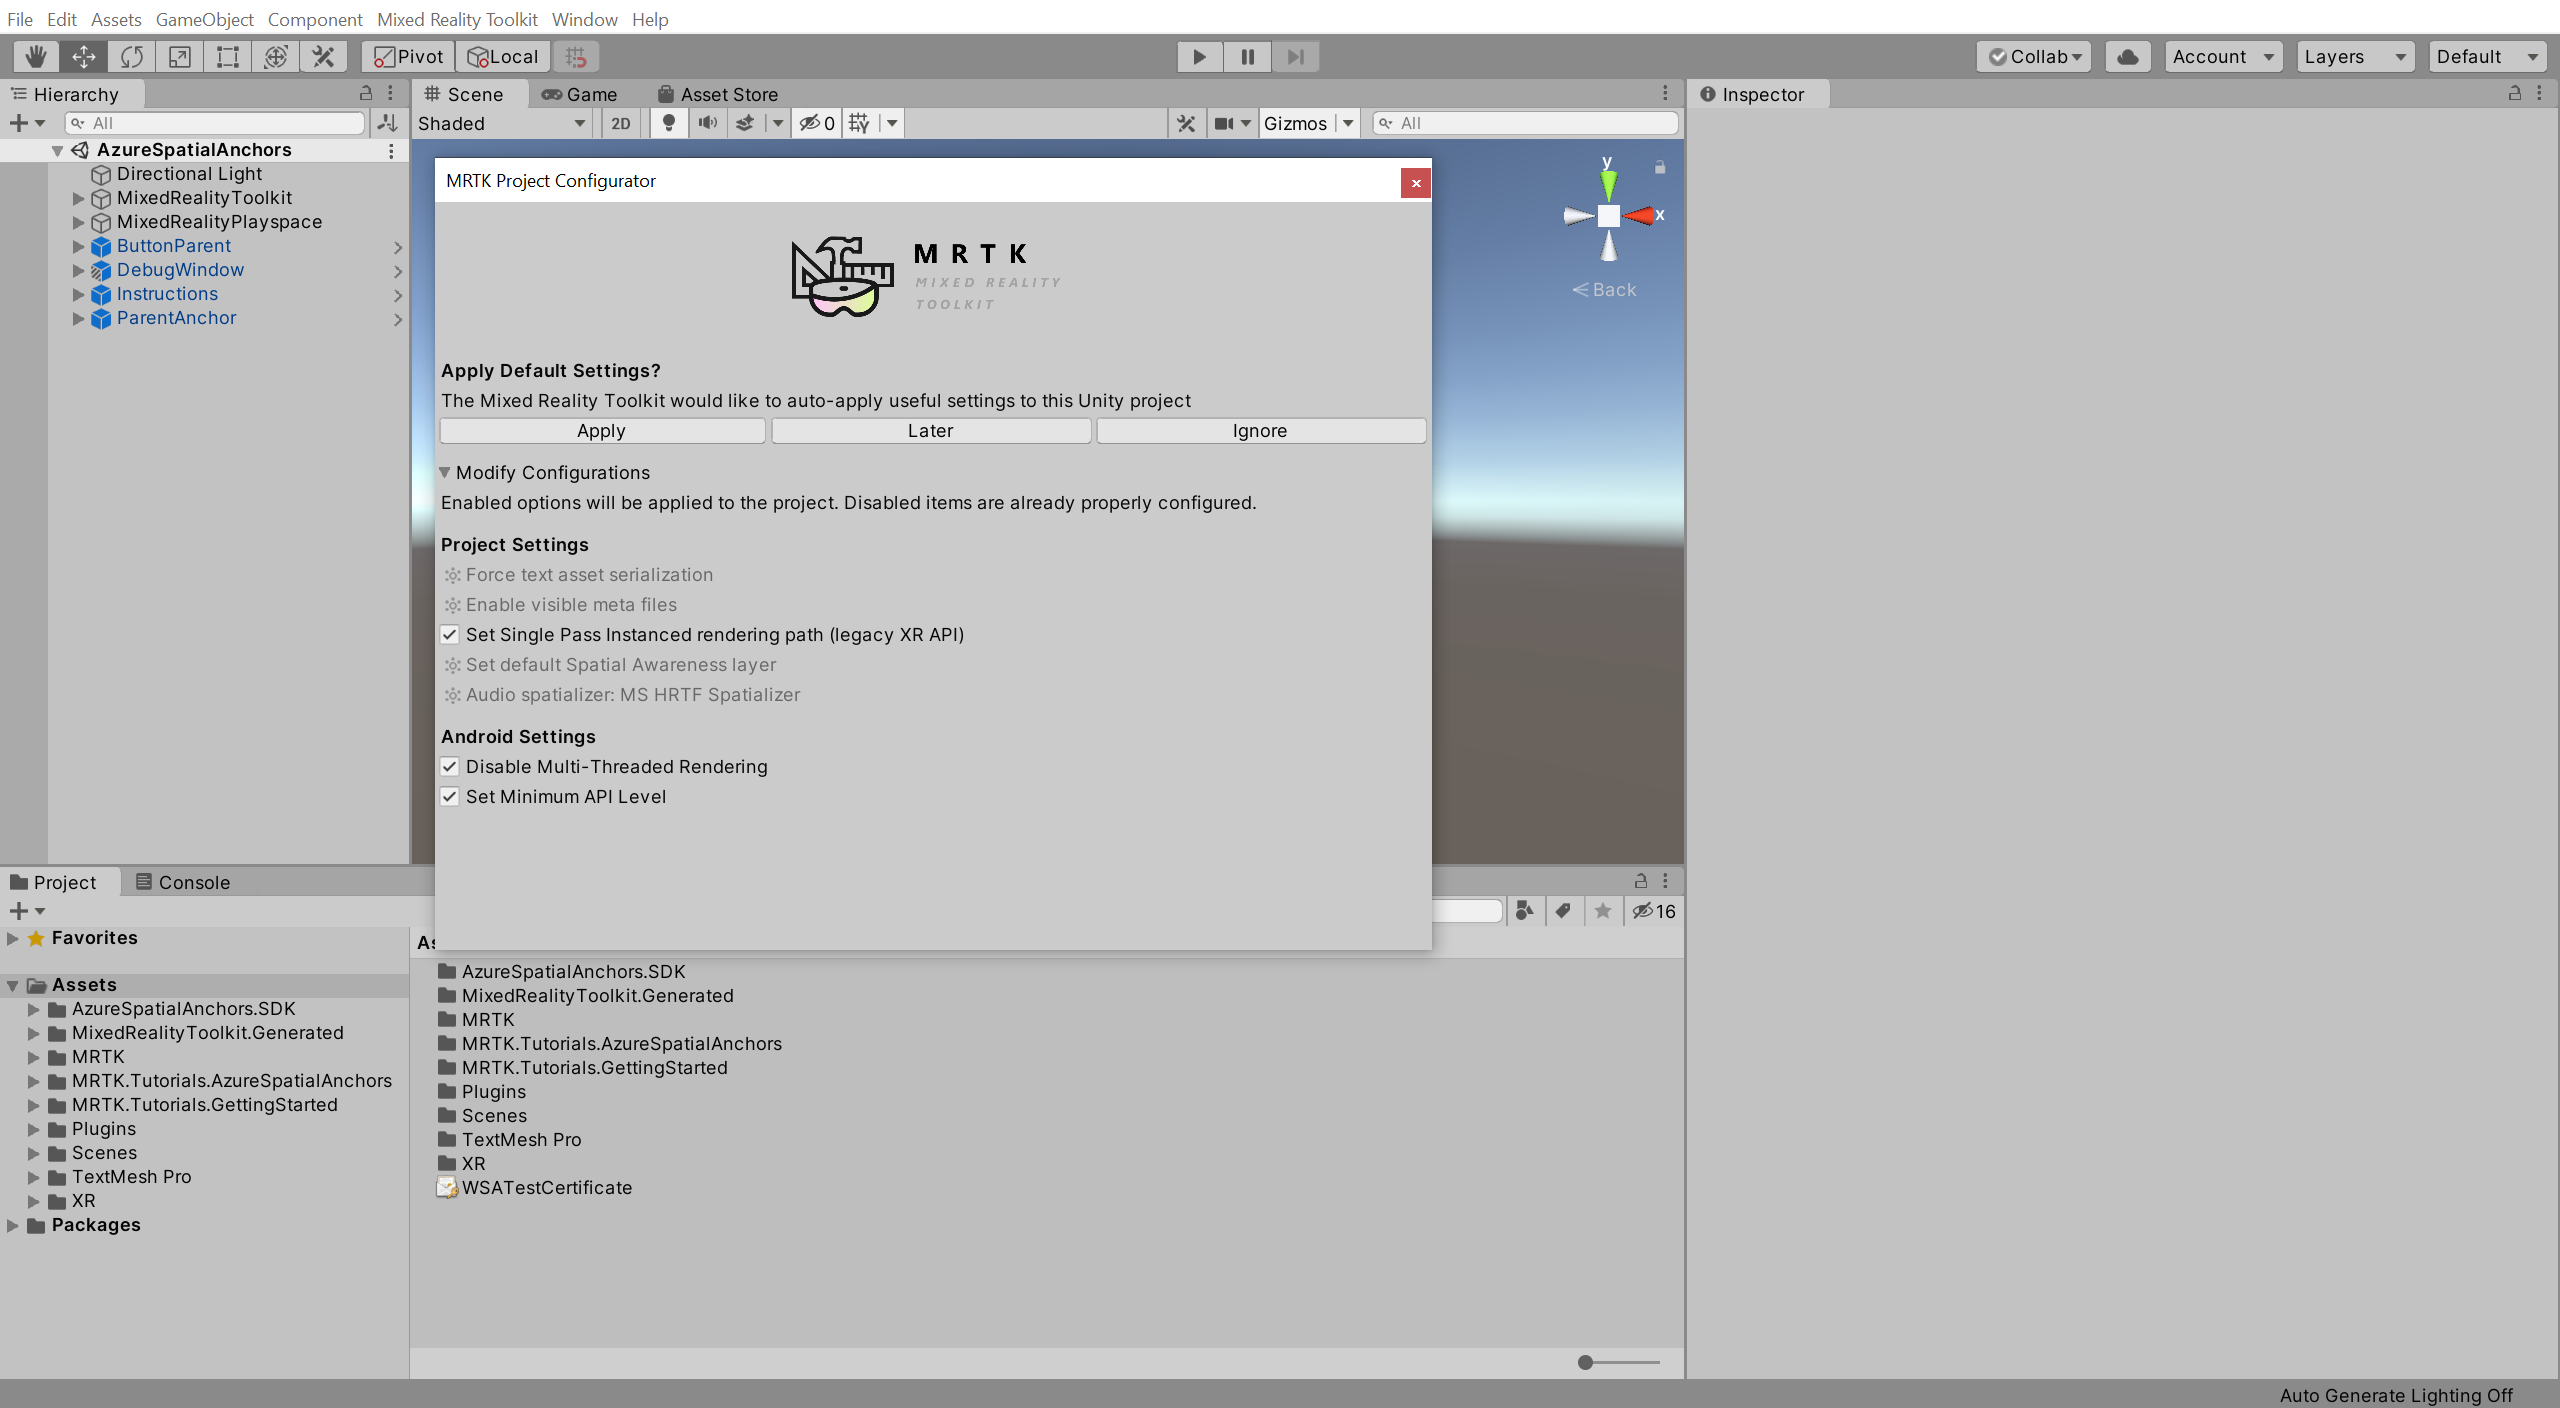 File Edit Assets GameObject Component Mixed Reality Toolkit Window Help
Pivot Local Collab Account Layers Default
Hierarchy
All
AzureSpatialAnchors
Directional Light
MixedRealityToolkit
MixedRealityPlayspace
ButtonParent
DebugWindow
Instructions
ParentAnchor
Scene Game Asset Store
Shaded 2D 0 Gizmos All
y
x
Back
Inspector
MRTK Project Configurator
x
MRTK
MIXED REALITY
TOOLKIT
Apply Default Settings?
The Mixed Reality Toolkit would like to auto-apply useful settings to this Unity project
Apply Later Ignore
Modify Configurations
Enabled options will be applied to the project. Disabled items are already properly configured.
Project Settings
Force text asset serialization
Enable visible meta files
Set Single Pass Instanced rendering path (legacy XR API)
Set default Spatial Awareness layer
Audio spatializer: MS HRTF Spatializer
Android Settings
Disable Multi-Threaded Rendering
Set Minimum API Level
Project Console
16
Favorites
Assets
AzureSpatialAnchors.SDK
MixedRealityToolkit.Generated
MRTK
MRTK.Tutorials.AzureSpatialAnchors
MRTK.Tutorials.GettingStarted
Plugins
Scenes
TextMesh Pro
XR
Packages
AzureSpatialAnchors.SDK
MixedRealityToolkit.Generated
MRTK
MRTK.Tutorials.AzureSpatialAnchors
MRTK.Tutorials.GettingStarted
Plugins
Scenes
TextMesh Pro
XR
WSATestCertificate
Auto Generate Lighting Off